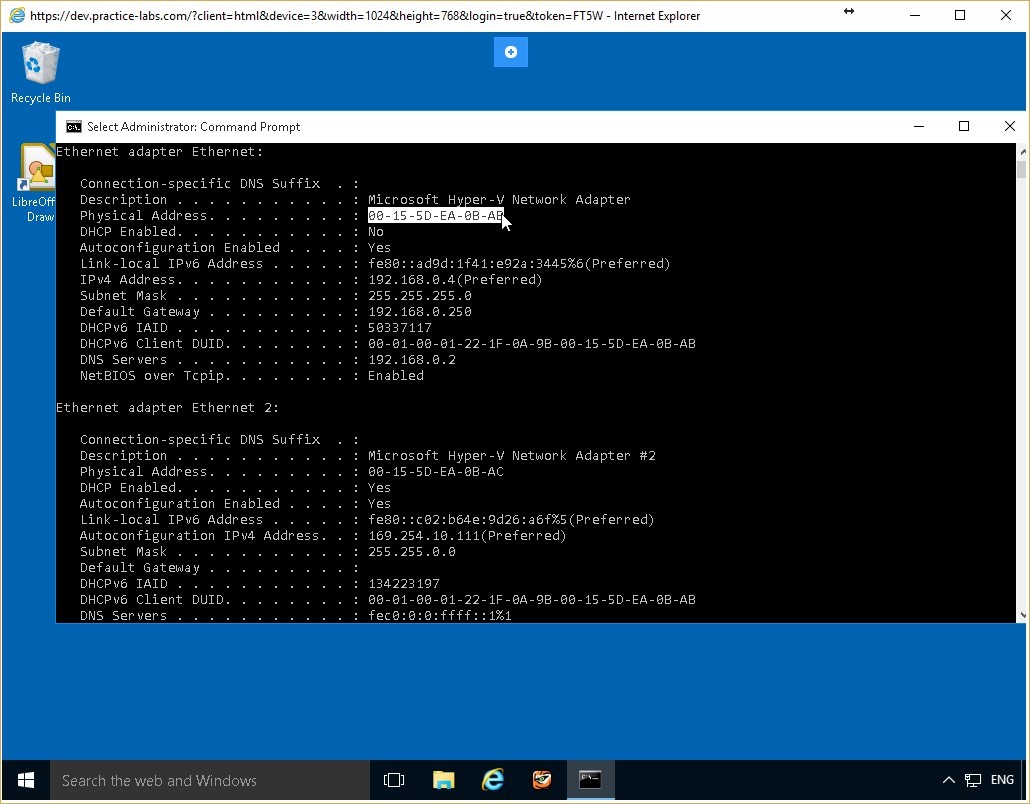 https://dev.practice-labs.com/?client=html&device=3&width=1024&height=768&login=true&token=FT5W - Internet Explorer
Recycle Bin
Select Administrator: Command Prompt
LibreOff
Draw
Ethernet adapter Ethernet:
Connection-specific DNS Suffix . :
Description . . . . . . . . . . . : Microsoft Hyper-V Network Adapter
Physical Address. . . . . . . . . : 00-15-5D-EA-0B-AB
DHCP Enabled. . . . . . . . . . . : No
Autoconfiguration Enabled . . . . : Yes
Link-local IPv6 Address . . . . . : fe80::ad9d:1f41:e92a:3445%6(Preferred)
IPv4 Address. . . . . . . . . . . : 192.168.0.4(Preferred)
Subnet Mask . . . . . . . . . . . : 255.255.255.0
Default Gateway . . . . . . . . . : 192.168.0.250
DHCPv6 IAID . . . . . . . . . . . : 50337117
DHCPv6 Client DUID. . . . . . . . : 00-01-00-01-22-1F-0A-9B-00-15-5D-EA-0B-AB
DNS Servers . . . . . . . . . . . : 192.168.0.2
NetBIOS over Tcpip. . . . . . . . : Enabled
Ethernet adapter Ethernet 2:
Connection-specific DNS Suffix . :
Description . . . . . . . . . . . : Microsoft Hyper-V Network Adapter #2
Physical Address. . . . . . . . . : 00-15-5D-EA-0B-AC
DHCP Enabled. . . . . . . . . . . : Yes
Autoconfiguration Enabled . . . . : Yes
Link-local IPv6 Address . . . . . : fe80::c02:b64e:9d26:a6f%5(Preferred)
Autoconfiguration IPv4 Address. . : 169.254.10.111(Preferred)
Subnet Mask . . . . . . . . . . . : 255.255.0.0
Default Gateway . . . . . . . . . :
DHCPv6 IAID . . . . . . . . . . . : 134223197
DHCPv6 Client DUID. . . . . . . . : 00-01-00-01-22-1F-0A-9B-00-15-5D-EA-0B-AB
DNS Servers . . . . . . . . . . . : fec0:0:0:ffff::1%1
Search the web and Windows
ENG